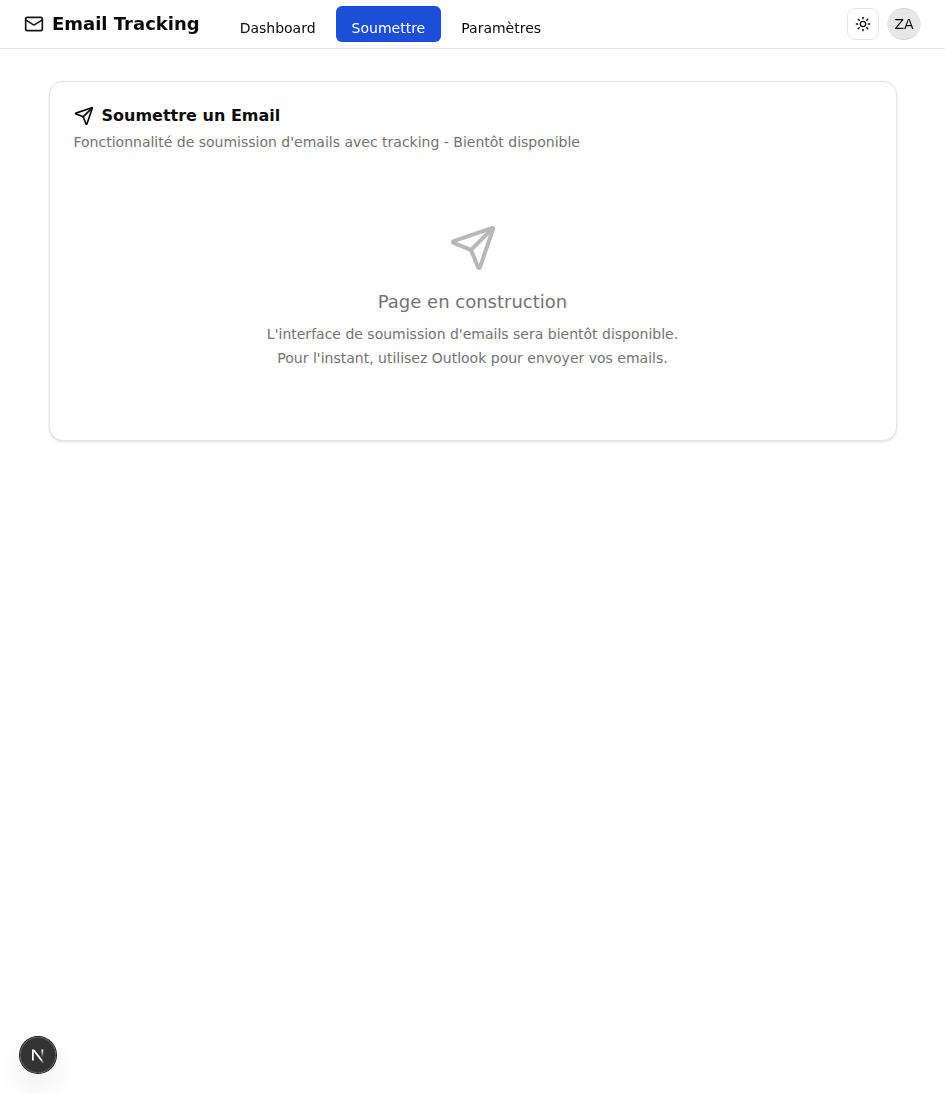 Email Tracking
Dashboard
Soumettre
Paramètres
ZA
Soumettre un Email
Fonctionnalité de soumission d'emails avec tracking - Bientôt disponible
Page en construction
L'interface de soumission d'emails sera bientôt disponible.
Pour l'instant, utilisez Outlook pour envoyer vos emails.
N